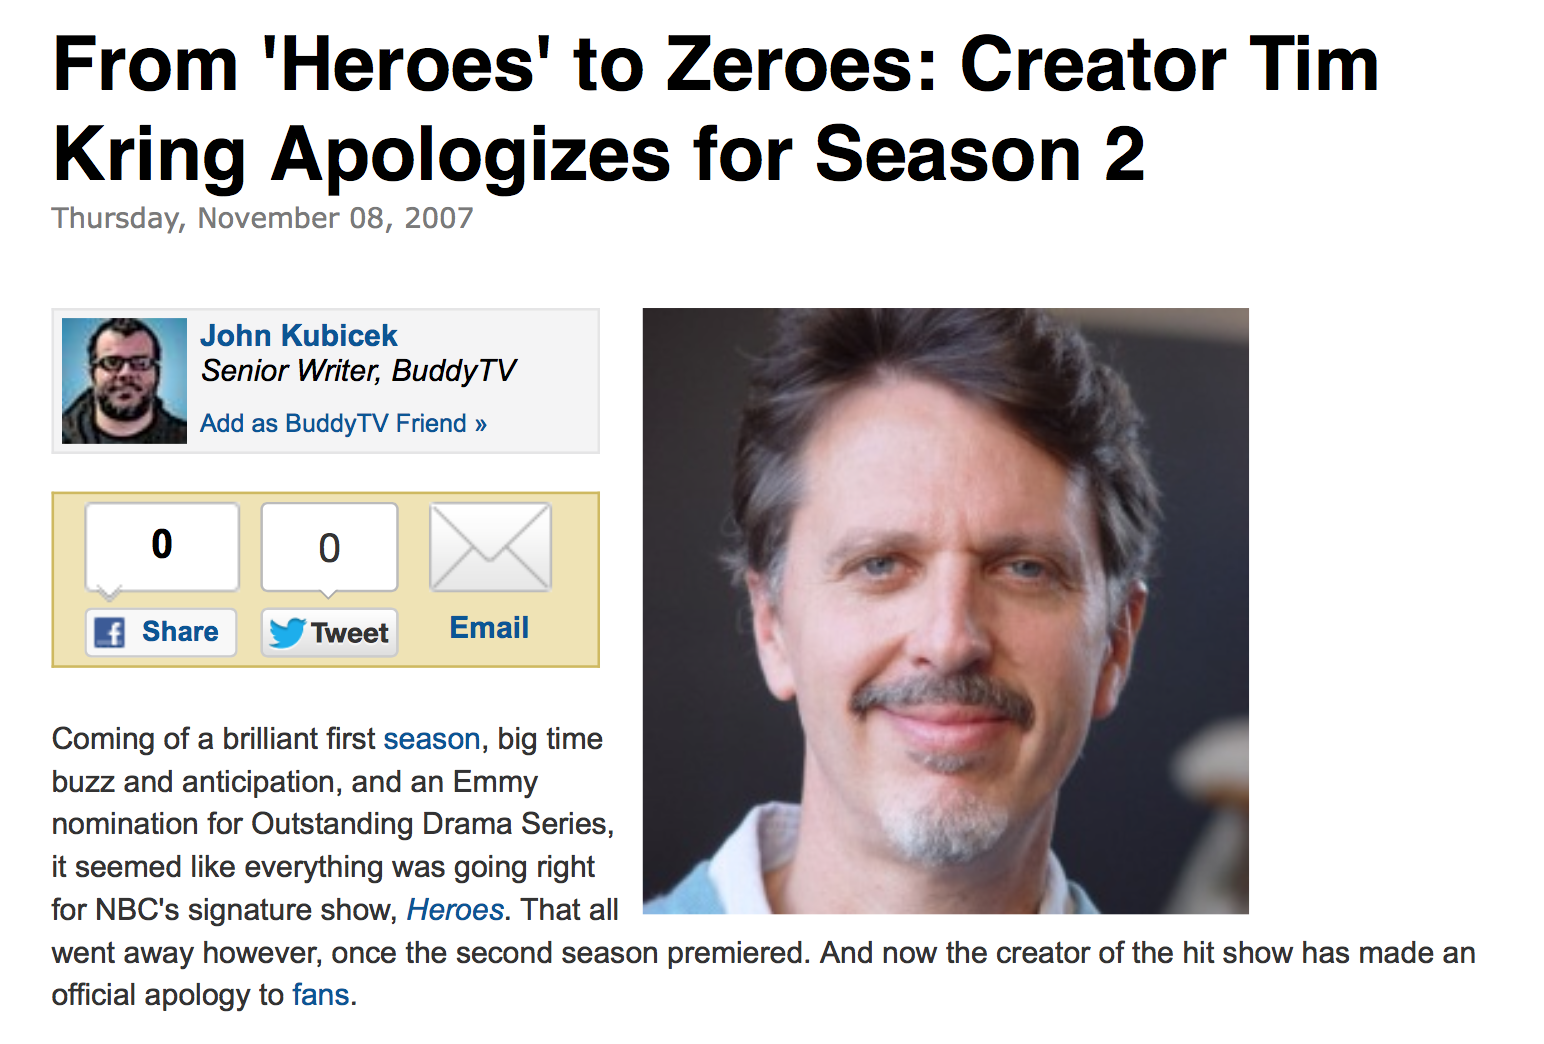 From 'Heroes' to Zeroes: Creator Tim
Kring Apologizes for Season 2
Thursday, November 08, 2007
John Kubicek
Senior Writer, BuddyTV
Add as BuddyTV Friend »
0
0
Share
Tweet
Email
Coming of a brilliant first season, big time
buzz and anticipation, and an Emmy
nomination for Outstanding Drama Series,
it seemed like everything was going right
for NBC's signature show, Heroes. That all
went away however, once the second season premiered. And now the creator of the hit show has made an
official apology to fans.